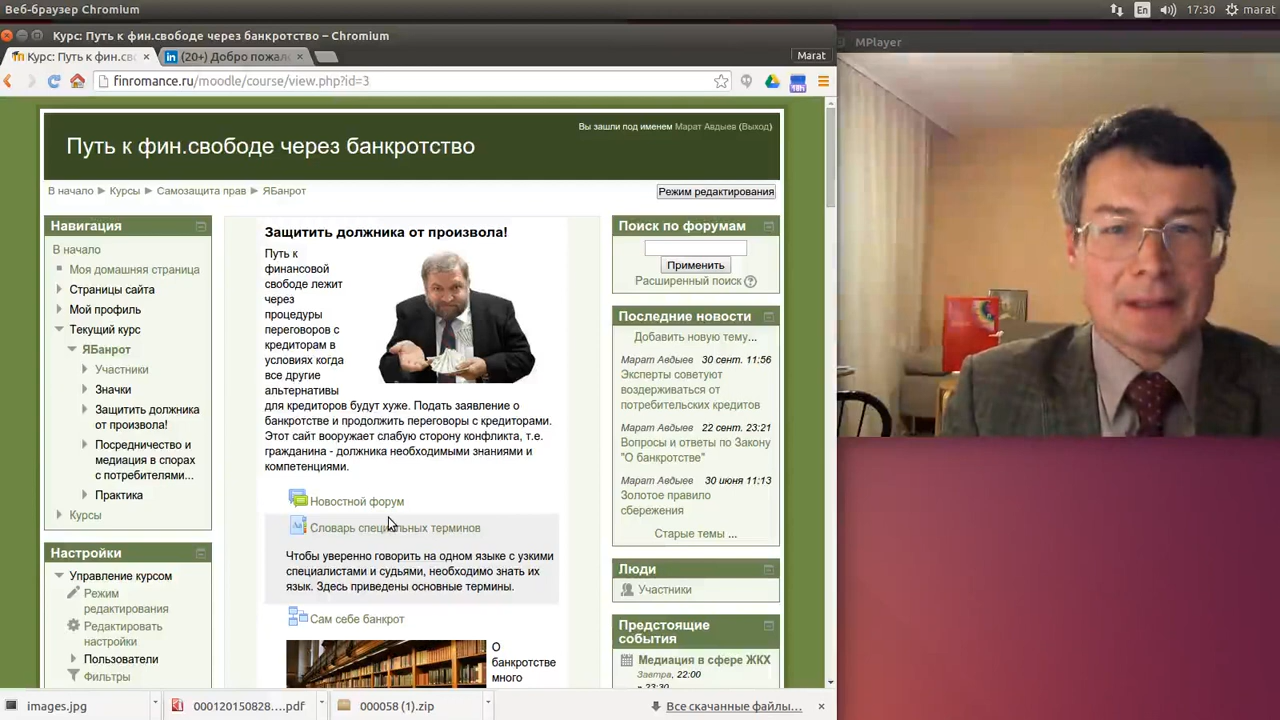 Веб-браузер Chromium
En
17:30
marat
Курс: Путь к фин.свободе через банкротство – Chromium
MPlayer
Курс: Путь к фин.св
(20+) Добро пожал
Marat
finromance.ru/moodle/course/view.php?id=3
18h
Вы зашли под именем Марат Авдыев (Выход)
Путь к фин.свободе через банкротство
В начало ► Курсы ► Самозащита прав ► ЯБанрот
Режим редактирования
Навигация
В начало
Моя домашняя страница
Страницы сайта
Мой профиль
Текущий курс
ЯБанрот
Участники
Значки
Защитить должника
от произвола!
Посредничество и
медиация в спорах
с потребителями...
Практика
Курсы
Настройки
Управление курсом
Режим
редактирования
Редактировать
настройки
Пользователи
Фильтры
Защитить должника от произвола!
Путь к
финансовой
свободе лежит
через
процедуры
переговоров с
кредиторам в
условиях когда
все другие
альтернативы
для кредиторов будут хуже. Подать заявление о
банкротстве и продолжить переговоры с кредиторами.
Этот сайт вооружает слабую сторону конфликта, т.е.
гражданина - должника необходимыми знаниями и
компетенциями.
Новостной форум
Словарь специальных терминов
Чтобы уверенно говорить на одном языке с узкими
специалистами и судьями, необходимо знать их
язык. Здесь приведены основные термины.
Сам себе банкрот
О
банкротстве
много
Поиск по форумам
Применить
Расширенный поиск
Последние новости
Добавить новую тему...
Марат Авдыев 30 сент. 11:56
Эксперты советуют
воздерживаться от
потребительских кредитов
Марат Авдыев 22 сент. 23:21
Вопросы и ответы по Закону
"О банкротстве"
Марат Авдыев 30 июня 11:13
Золотое правило
сбережения
Старые темы ...
Люди
Участники
Предстоящие
события
Медиация в сфере ЖКХ
Завтра, 22:00
» 23:30
images.jpg
000120150828....pdf
000058 (1).zip
Все скачанные файлы...